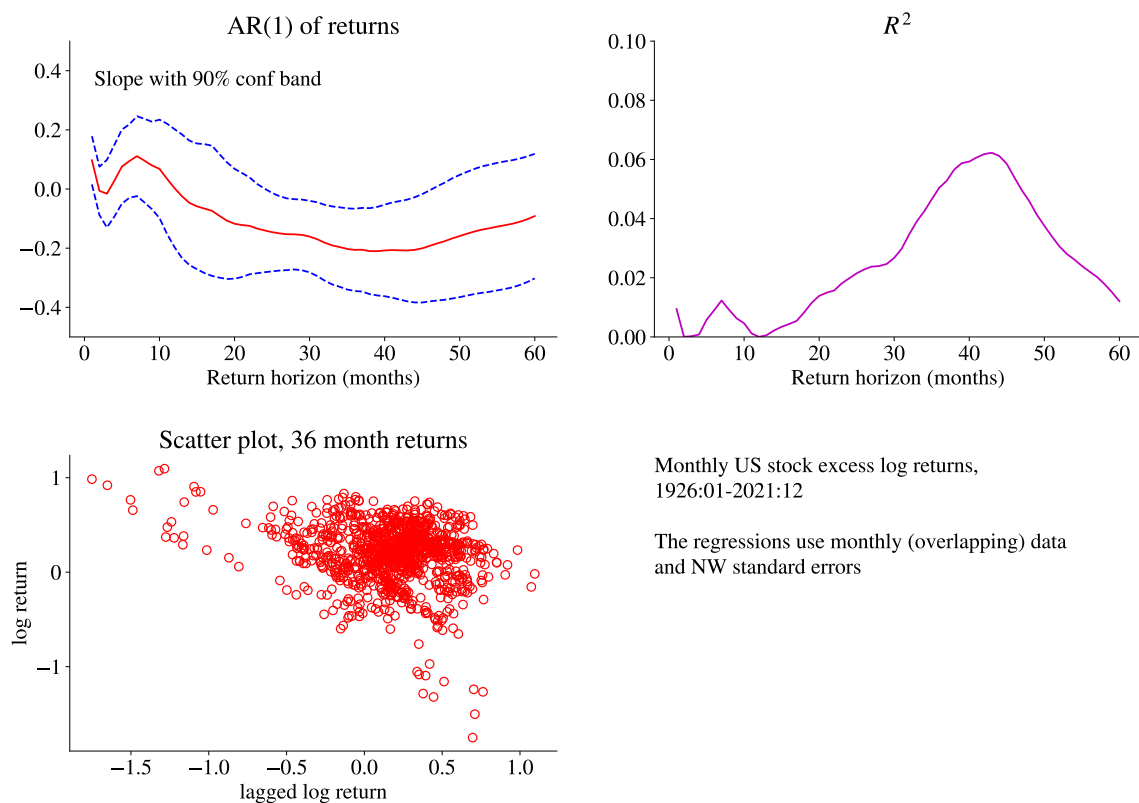 AR(1) of returns
Slope with 90% conf band
0.4
0.2
0.0
−0.2
−0.4
0 10 20 30 40 50 60
Return horizon (months)
R²
0.10
0.08
0.06
0.04
0.02
0.00
0 10 20 30 40 50 60
Return horizon (months)
Scatter plot, 36 month returns
log return
1
0
−1
−1.5 −1.0 −0.5 0.0 0.5 1.0
lagged log return
Monthly US stock excess log returns,
1926:01-2021:12
The regressions use monthly (overlapping) data
and NW standard errors